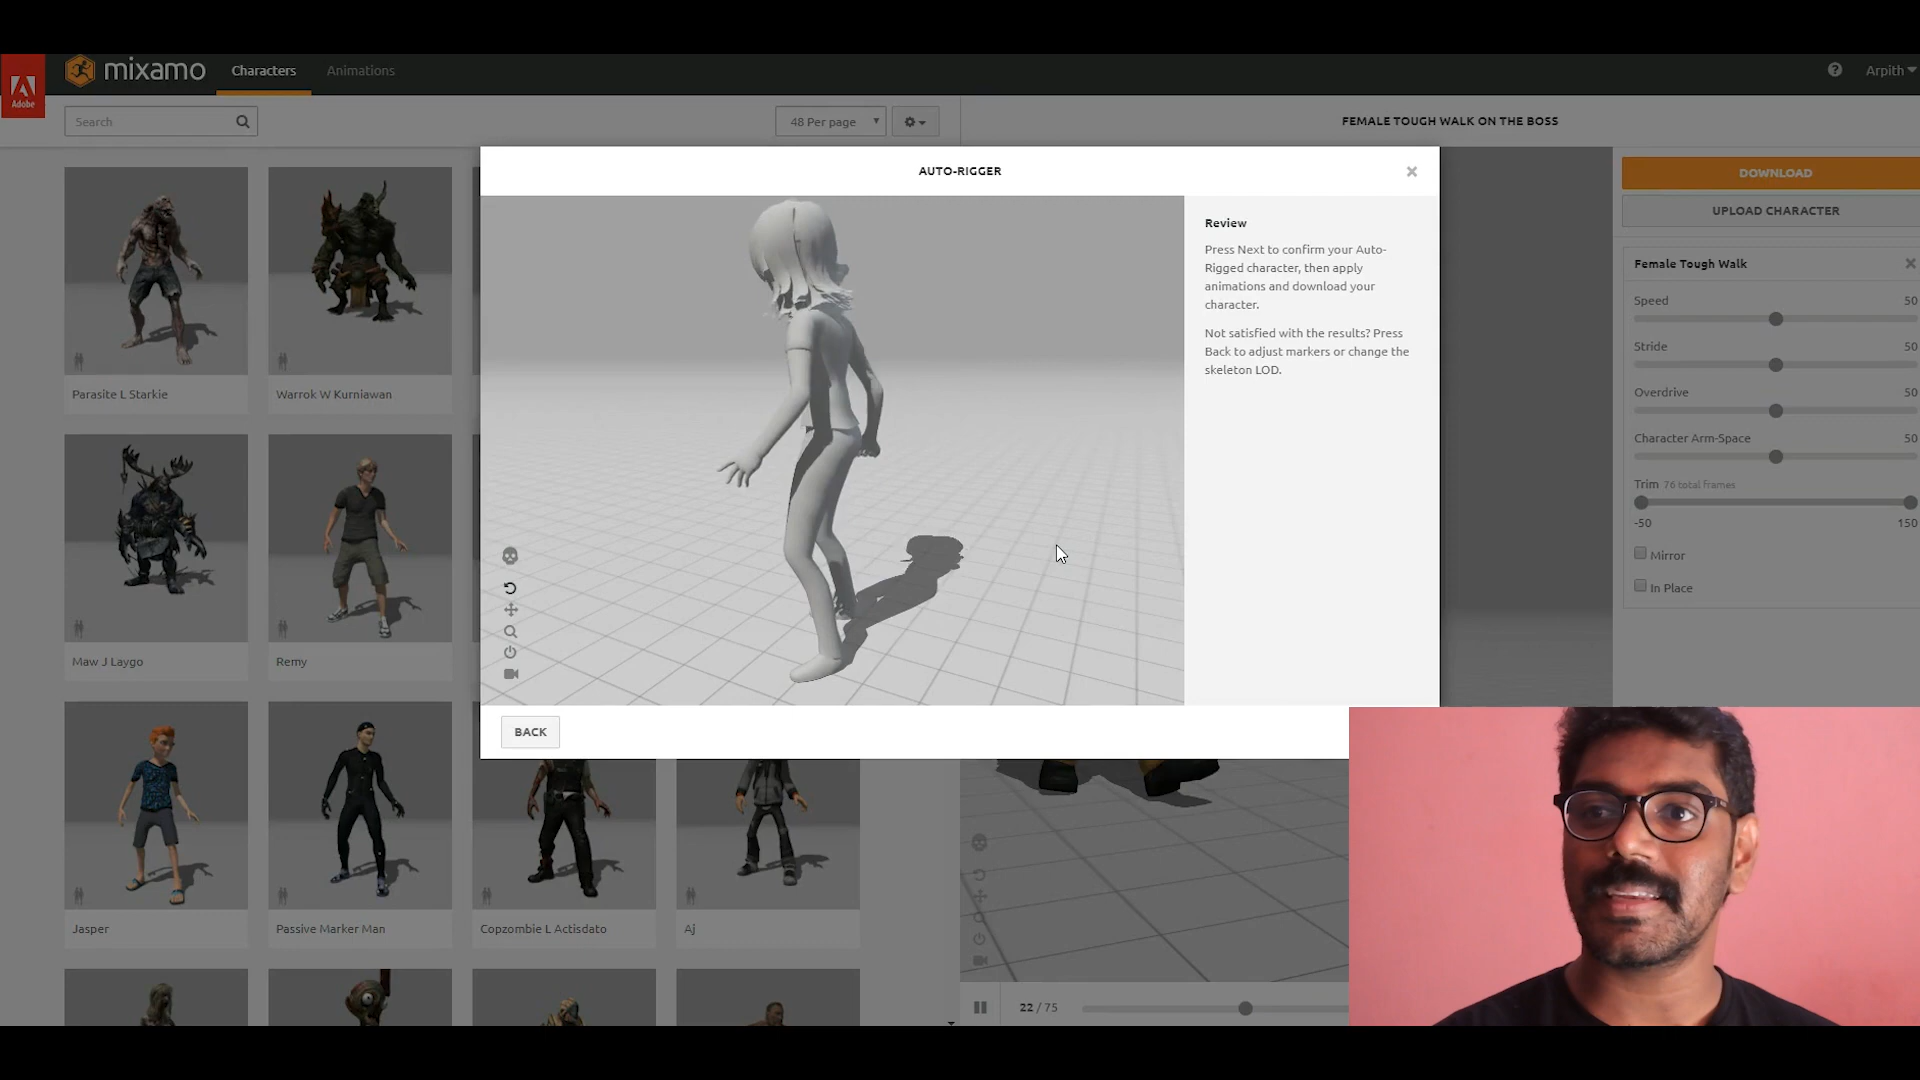 Adobe
mixamo
Characters
Animations
Arpith
Search
48 Per page
FEMALE TOUGH WALK ON THE BOSS
AUTO-RIGGER
Review
Press Next to confirm your Auto-
Rigged character, then apply
animations and download your
character.
Not satisfied with the results? Press
Back to adjust markers or change the
skeleton LOD.
BACK
DOWNLOAD
UPLOAD CHARACTER
Female Tough Walk
Speed 50
Stride 50
Overdrive 50
Character Arm-Space 50
Trim 76 total frames
-50 150
Mirror
In Place
Parasite L Starkie
Warrok W Kurniawan
Maw J Laygo
Remy
Jasper
Passive Marker Man
Copzombie L Actisdato
Aj
22 / 75